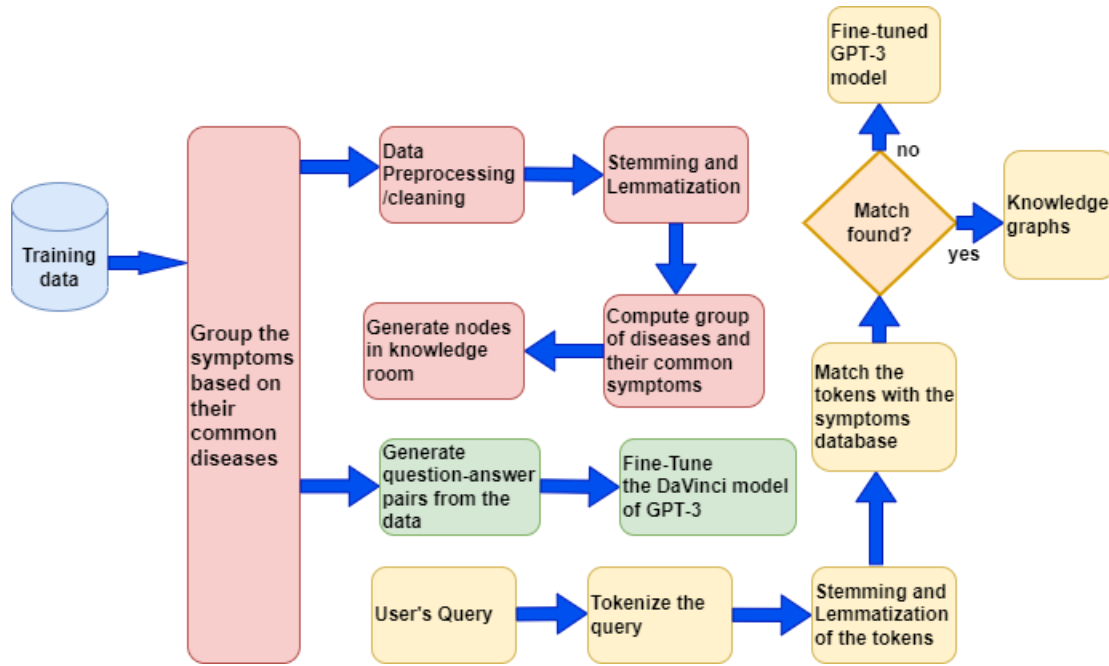 Training
data
Group the
symptoms
based on
their
common
diseases
Data
Preprocessing
/cleaning
Stemming and
Lemmatization
Compute group
of diseases and
their common
symptoms
Generate nodes
in knowledge
room
Generate
question-answer
pairs from the
data
Fine-Tune
the DaVinci model
of GPT-3
User's Query
Tokenize the
query
Stemming and
Lemmatization
of the tokens
Match the
tokens with the
symptoms
database
Match
found?
no
yes
Fine-tuned
GPT-3
model
Knowledge
graphs